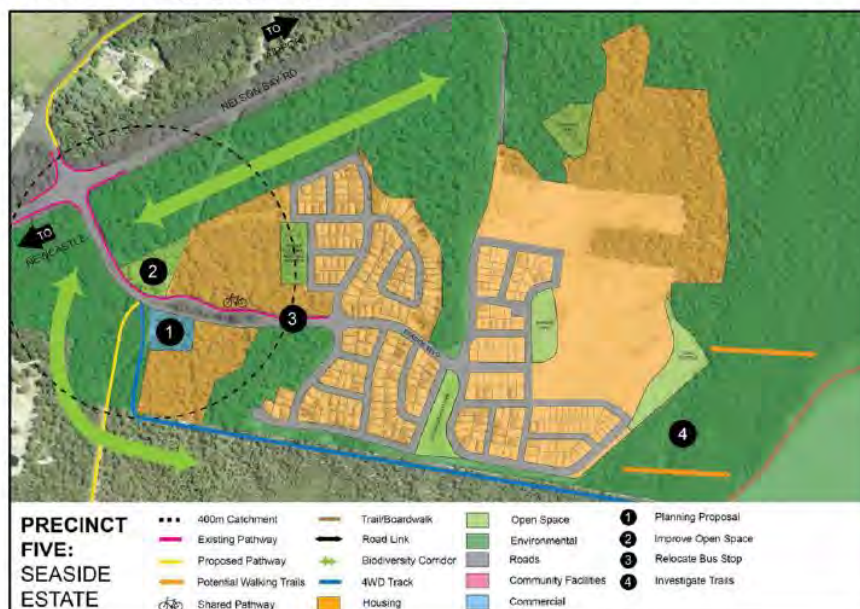 TO
NELSON BAY RD
TO
NEWCASTLE
2
1
3
4
PRECINCT
FIVE:
SEASIDE
ESTATE
400m Catchment
Existing Pathway
Proposed Pathway
Potential Walking Trails
Shared Pathway
Trail/Boardwalk
Road Link
Biodiversity Corridor
4WD Track
Housing
Open Space
Environmental
Roads
Community Facilities
Commercial
1 Planning Proposal
2 Improve Open Space
3 Relocate Bus Stop
4 Investigate Trails